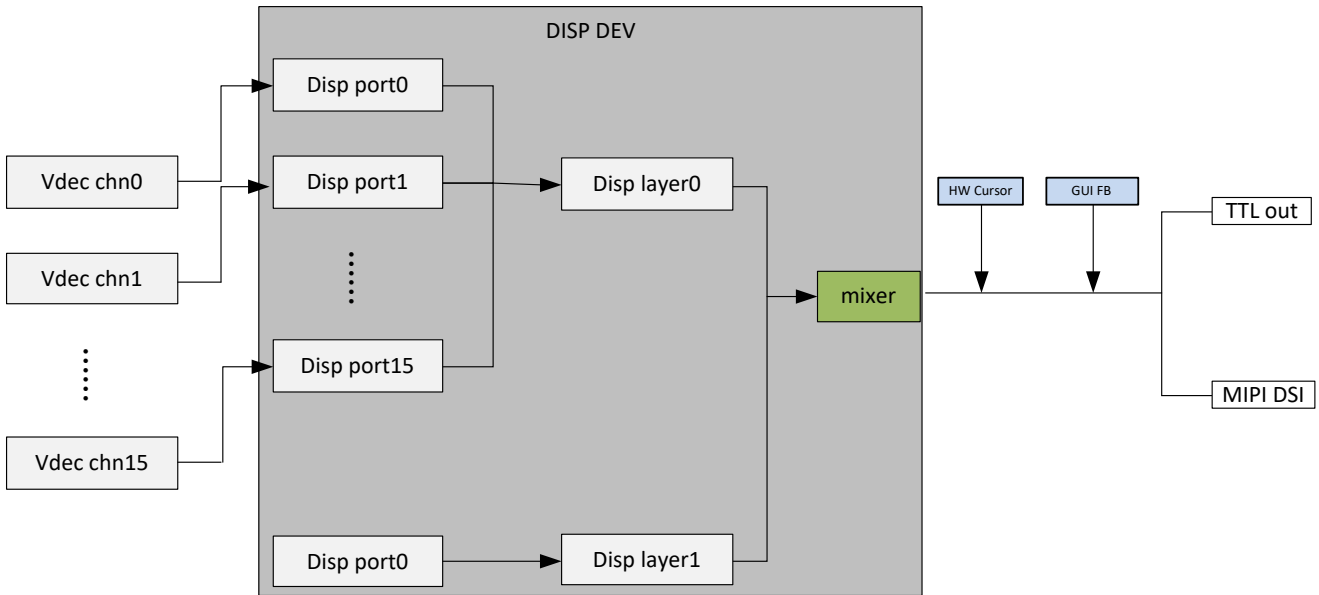 DISP DEV
Disp port0
Vdec chn0
Disp port1
Disp layer0
HW Cursor
GUI FB
TTL out
Vdec chn1
mixer
Disp port15
MIPI DSI
Vdec chn15
Disp port0
Disp layer1